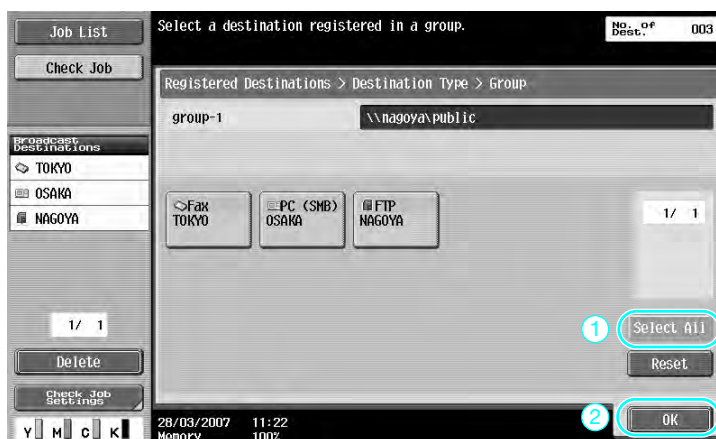 Job List
Check Job
Select a destination registered in a group.
No. of
Dest.
003
Registered Destinations > Destination Type > Group
group-1
\\nagoya\public
Broadcast
Destinations
TOKYO
OSAKA
NAGOYA
Fax
TOKYO
PC (SMB)
OSAKA
FTP
NAGOYA
1/ 1
1/ 1
Delete
Check Job
Settings
1
Select All
Reset
2
OK
Y M C K
28/03/2007 11:22
Memory 100%